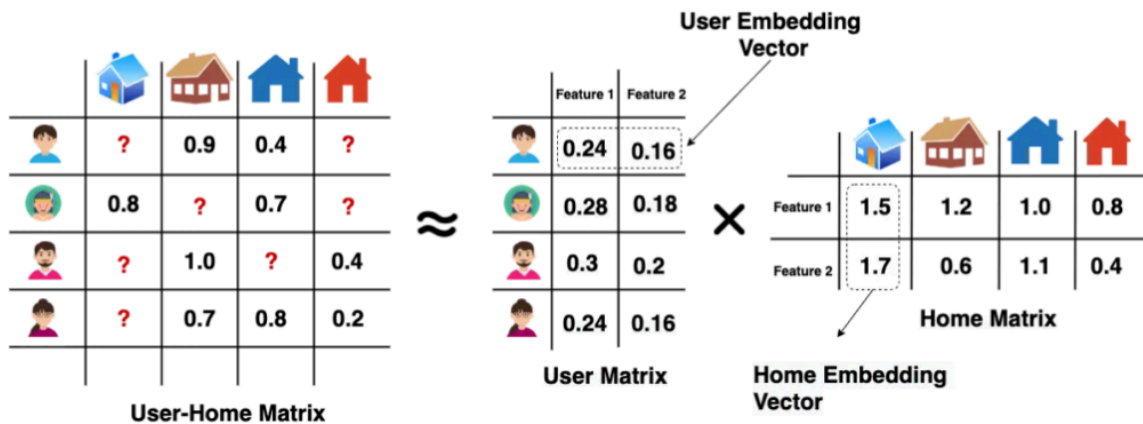 User Embedding
Vector
Feature 1 Feature 2
? 0.9 0.4 ?
0.24 0.16
0.8 ? 0.7 ?
0.28 0.18
Feature 1 1.5 1.2 1.0 0.8
≈
×
? 1.0 ? 0.4
0.3 0.2
Feature 2 1.7 0.6 1.1 0.4
? 0.7 0.8 0.2
0.24 0.16
Home Matrix
User Matrix
Home Embedding
Vector
User-Home Matrix